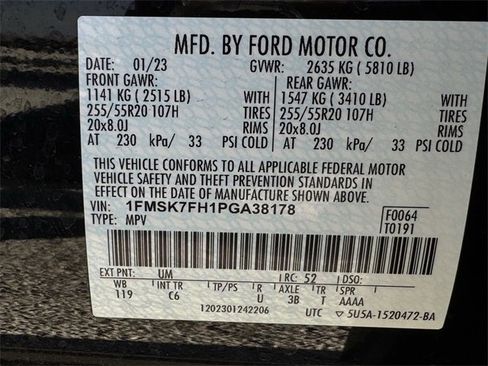 MFD. BY FORD MOTOR CO.
DATE: 01/23 GVWR: 2635 KG ( 5810 LB)
FRONT GAWR: REAR GAWR:
1141 KG ( 2515 LB) WITH 1547 KG ( 3410 LB) WITH
255/55R20 107H TIRES 255/55R20 107H TIRES
20x8.0J RIMS 20x8.0J RIMS
AT 230 kPa/ 33 PSI COLD AT 230 kPa/ 33 PSI COLD
THIS VEHICLE CONFORMS TO ALL APPLICABLE FEDERAL MOTOR
VEHICLE SAFETY AND THEFT PREVENTION STANDARDS IN
EFFECT ON THE DATE OF MANUFACTURE SHOWN ABOVE.
VIN: 1FMSK7FH1PGA38178 F0064
TYPE: MPV T0191
EXT PNT: UM RC: 52 DSO:
WB INT TR TP/PS R AXLE TR SPR
119 C6 U 3B T AAAA
1202301242206 UTC 5U5A-1520472-BA